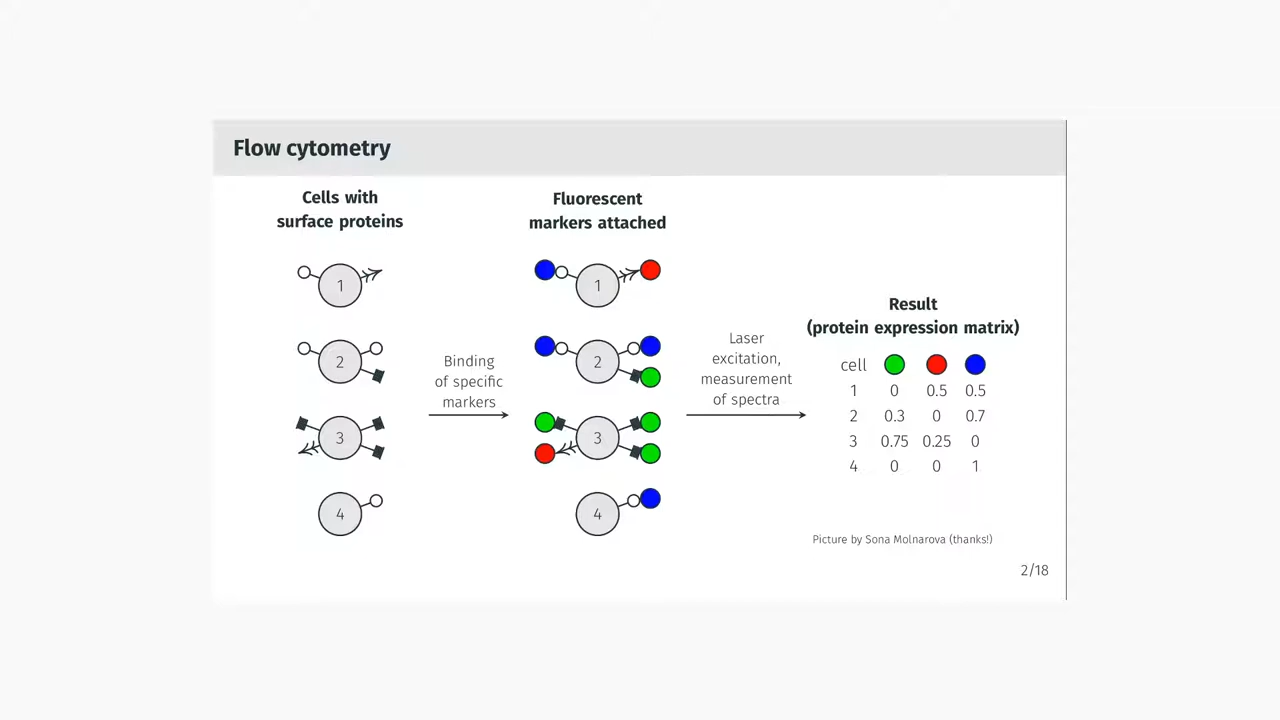 Flow cytometry
Cells with
surface proteins
1
2
3
4
Binding
of specific
markers
Fluorescent
markers attached
1
2
3
4
Laser
excitation,
measurement
of spectra
Result
(protein expression matrix)
cell
1 0 0.5 0.5
2 0.3 0 0.7
3 0.75 0.25 0
4 0 0 1
Picture by Sona Molnarova (thanks!)
2/18